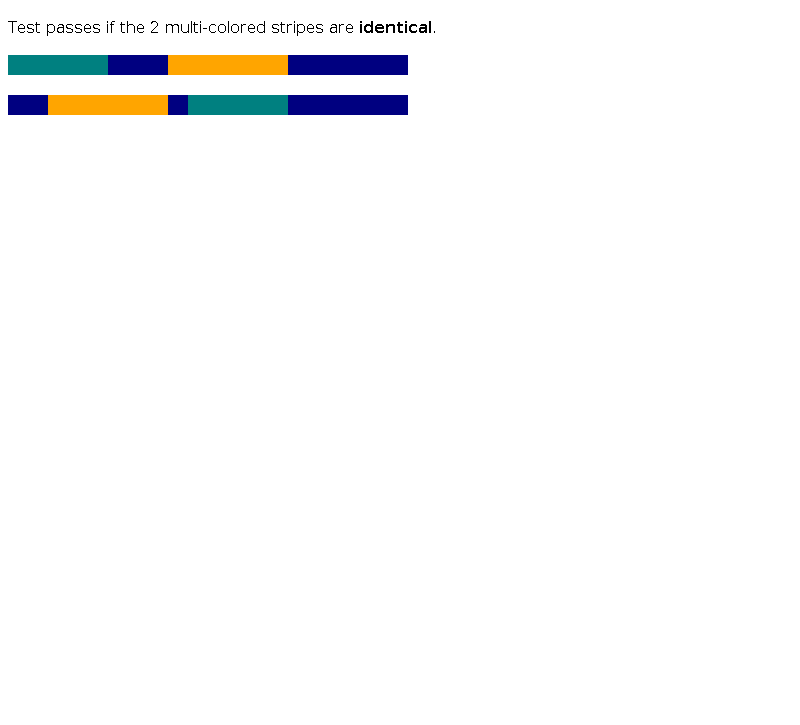 Test passes if the 2 multi-colored stripes are identical.